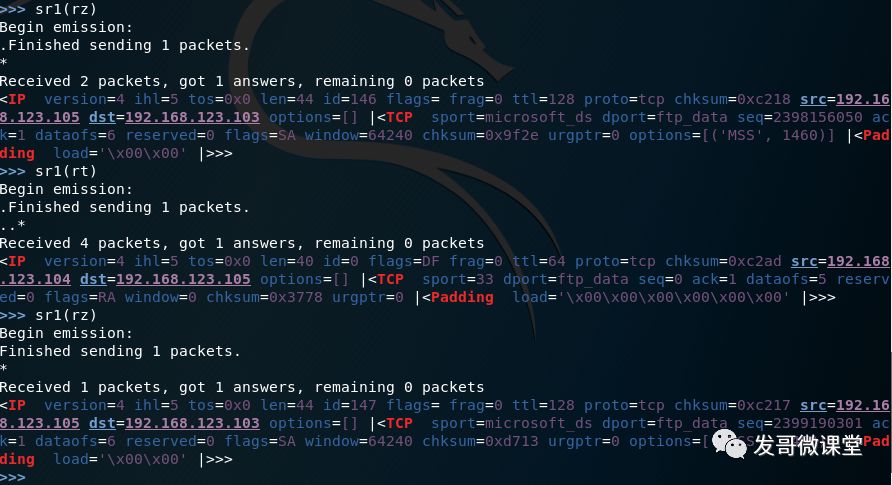 >>> sr1(rz)
Begin emission:
.Finished sending 1 packets.
*
Received 2 packets, got 1 answers, remaining 0 packets
<IP  version=4 ihl=5 tos=0x0 len=44 id=146 flags= frag=0 ttl=128 proto=tcp chksum=0xc218 src=192.16
8.123.105 dst=192.168.123.103 options=[] |<TCP  sport=microsoft_ds dport=ftp_data seq=2398156050 ac
k=1 dataofs=6 reserved=0 flags=SA window=64240 chksum=0x9f2e urgptr=0 options=[('MSS', 1460)] |<Pad
ding  load='\x00\x00' |>>>
>>> sr1(rt)
Begin emission:
.Finished sending 1 packets.
..*
Received 4 packets, got 1 answers, remaining 0 packets
<IP  version=4 ihl=5 tos=0x0 len=40 id=0 flags=DF frag=0 ttl=64 proto=tcp chksum=0xc2ad src=192.168
.123.104 dst=192.168.123.105 options=[] |<TCP  sport=33 dport=ftp_data seq=0 ack=1 dataofs=5 reserv
ed=0 flags=RA window=0 chksum=0x3778 urgptr=0 |<Padding  load='\x00\x00\x00\x00\x00\x00' |>>>
>>> sr1(rz)
Begin emission:
Finished sending 1 packets.
*
Received 1 packets, got 1 answers, remaining 0 packets
<IP  version=4 ihl=5 tos=0x0 len=44 id=147 flags= frag=0 ttl=128 proto=tcp chksum=0xc217 src=192.16
8.123.105 dst=192.168.123.103 options=[] |<TCP  sport=microsoft_ds dport=ftp_data seq=2399190301 ac
k=1 dataofs=6 reserved=0 flags=SA window=64240 chksum=0xd713 urgptr=0 options=[
ding  load='\x00\x00' |>>>
>>>
发哥微课堂